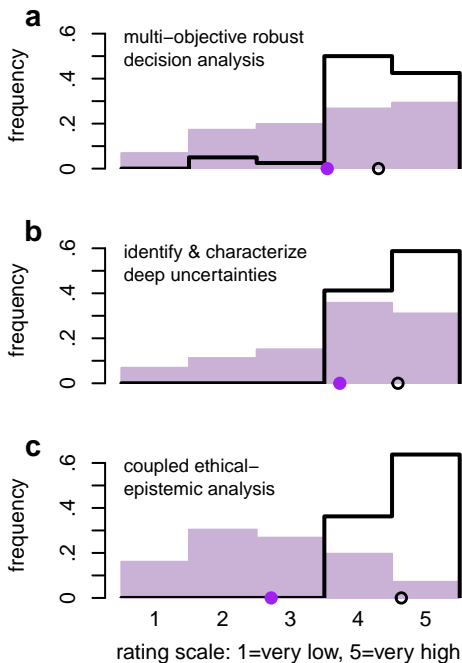 a
multi−objective robust
decision analysis
frequency
0 .2 .4 .6
b
identify & characterize
deep uncertainties
frequency
0 .2 .4 .6
c
coupled ethical−
epistemic analysis
frequency
0 .2 .4 .6
1 2 3 4 5
rating scale: 1=very low, 5=very high